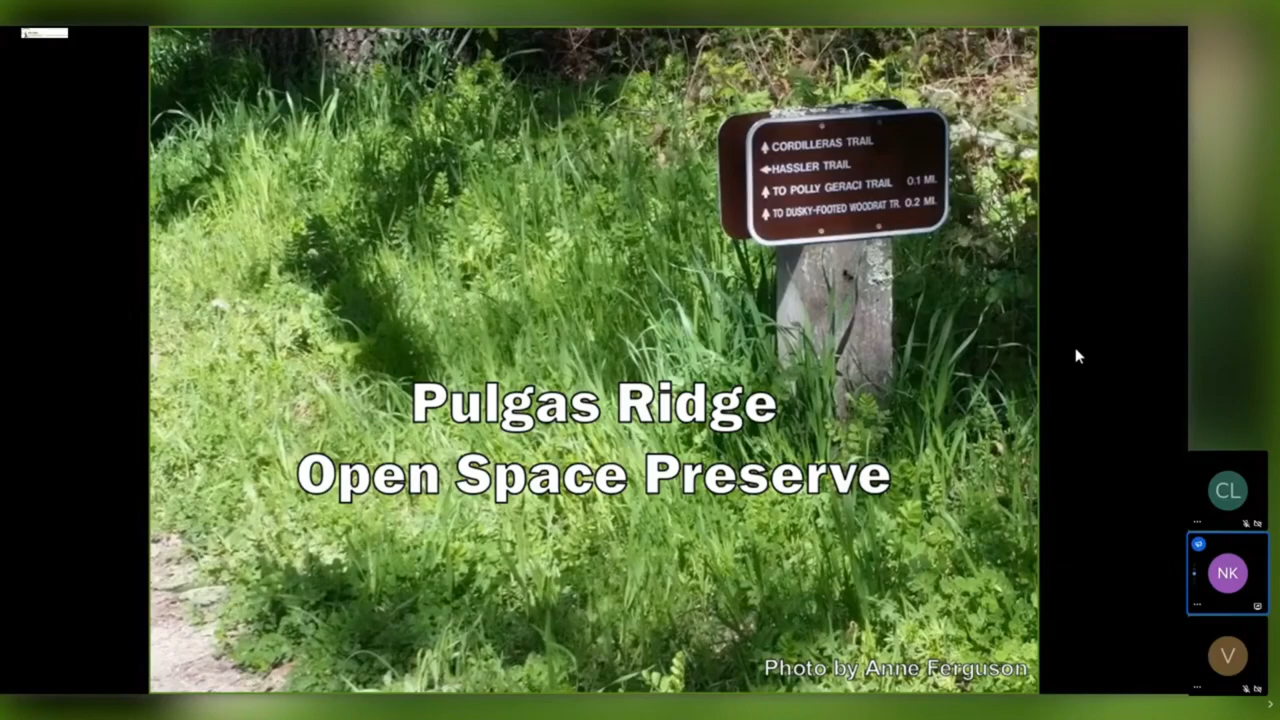 CORDILLERAS TRAIL
HASSLER TRAIL
TO POLLY GERACI TRAIL 0.1 MI.
TO DUSKY-FOOTED WOODRAT TR. 0.2 MI.
Pulgas Ridge
Open Space Preserve
Photo by Anne Ferguson
CL
NK
V